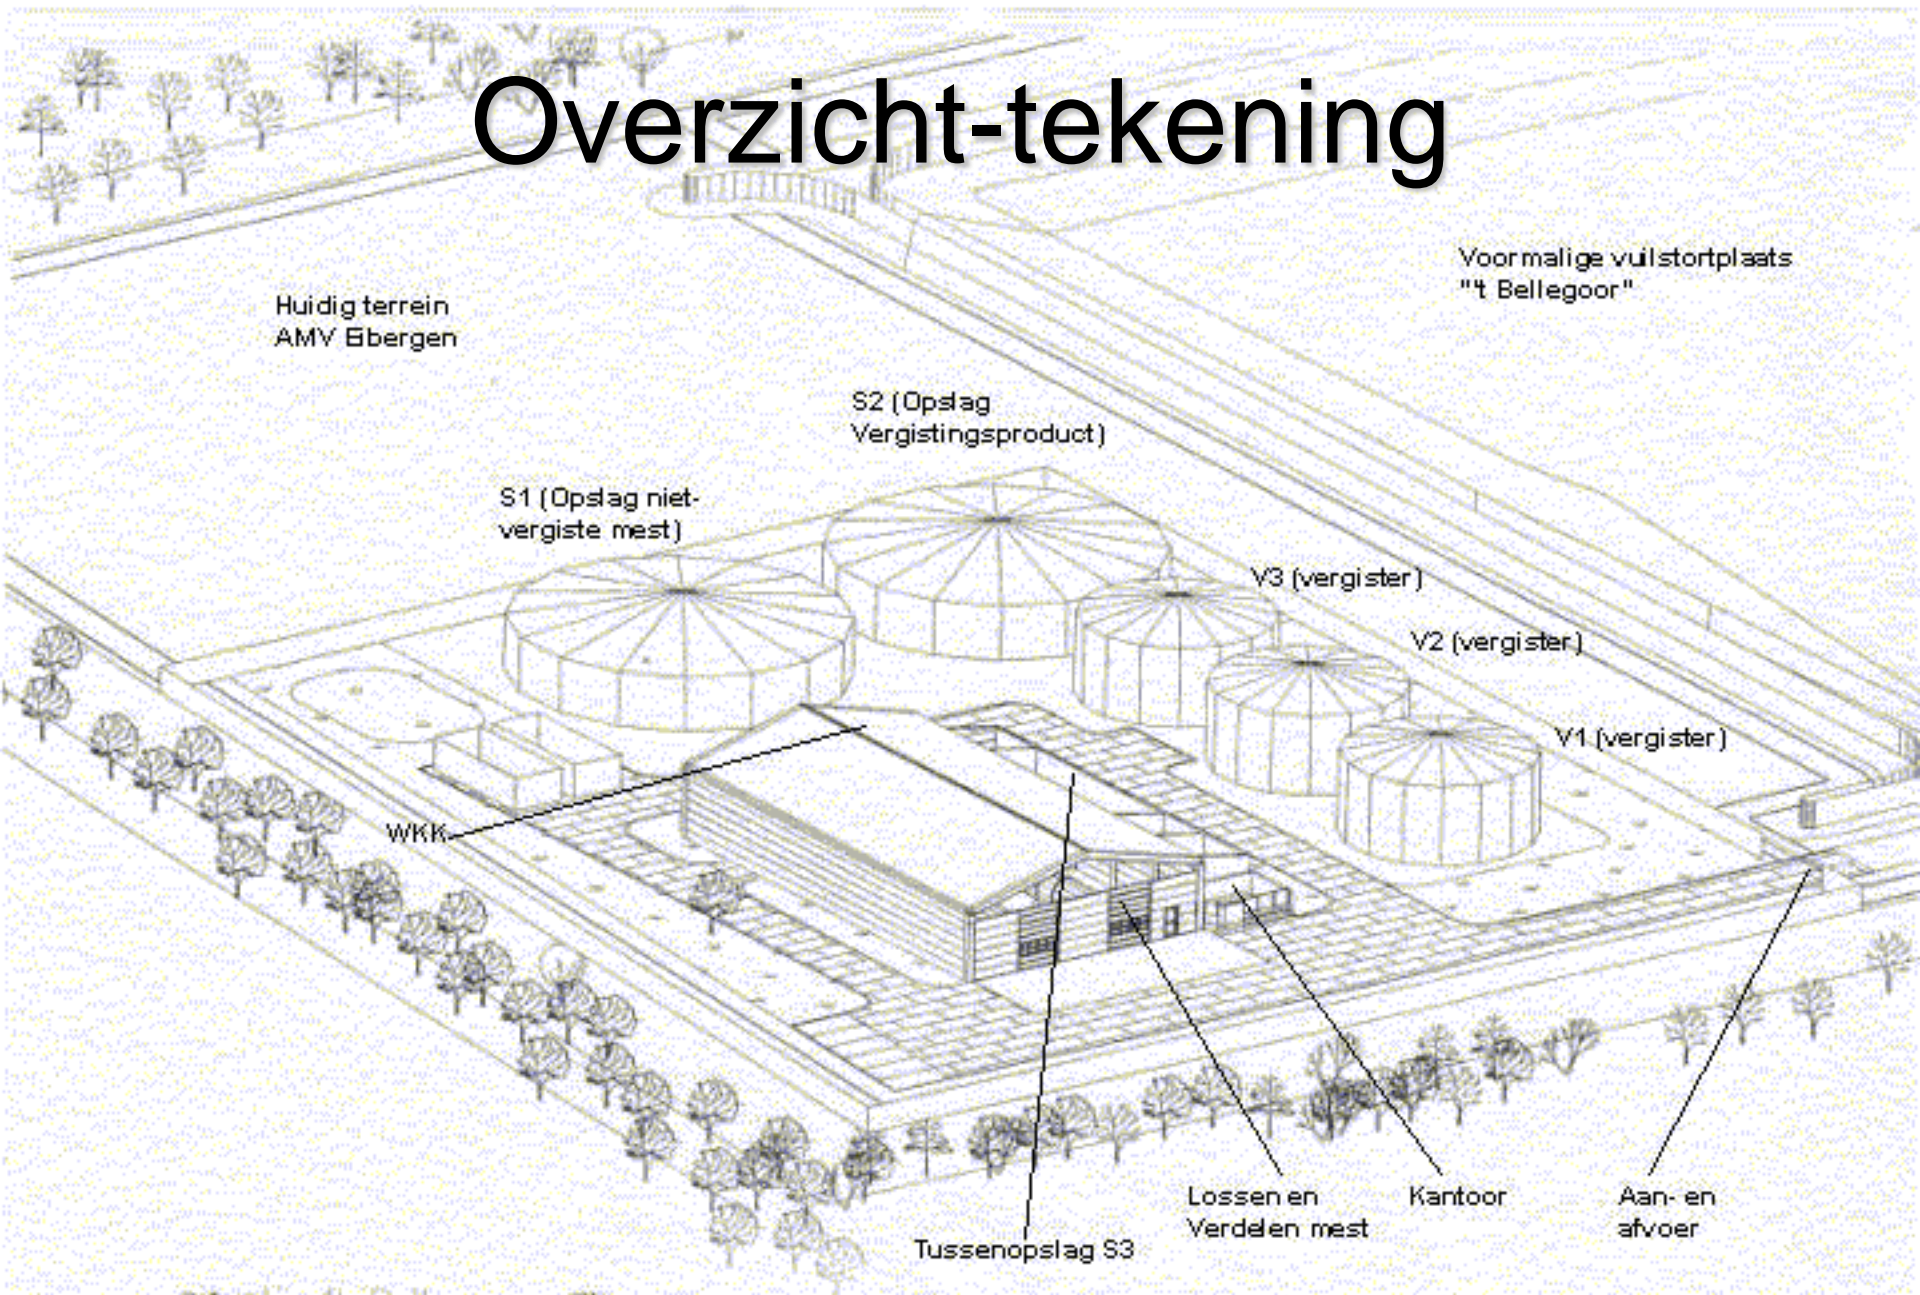 Overzicht-tekening
Voormalige vuilstortplaats
"'t Bellegoor"
Huidig terrein
AMV Eibergen
S2 (Opslag
Vergistingsproduct)
S1 (Opslag niet-
vergiste mest)
V3 (vergister)
V2 (vergister)
V1 (vergister)
WKK
Lossen en
Verdelen mest
Kantoor
Aan- en
afvoer
Tussenopslag S3